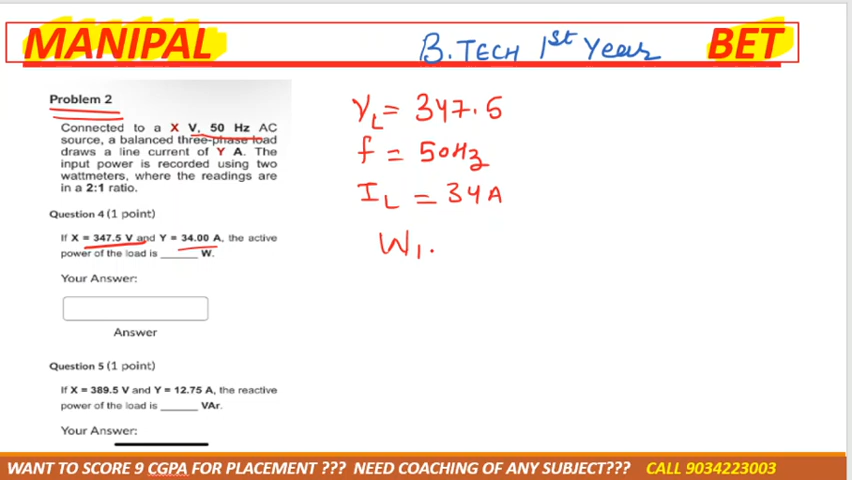 MANIPAL
B. TECH 1st Year
BET
Problem 2
Connected to a X V, 50 Hz AC
source, a balanced three-phase load
draws a line current of Y A. The
input power is recorded using two
wattmeters, where the readings are
in a 2:1 ratio.
Question 4 (1 point)
If X = 347.5 V and Y = 34.00 A, the active
power of the load is ______ W.
Your Answer:
Answer
Question 5 (1 point)
If X = 389.5 V and Y = 12.75 A, the reactive
power of the load is ______ VAr.
Your Answer:
VL = 347.5
f = 50Hz
IL = 34A
W1.
WANT TO SCORE 9 CGPA FOR PLACEMENT ??? NEED COACHING OF ANY SUBJECT??? CALL 9034223003